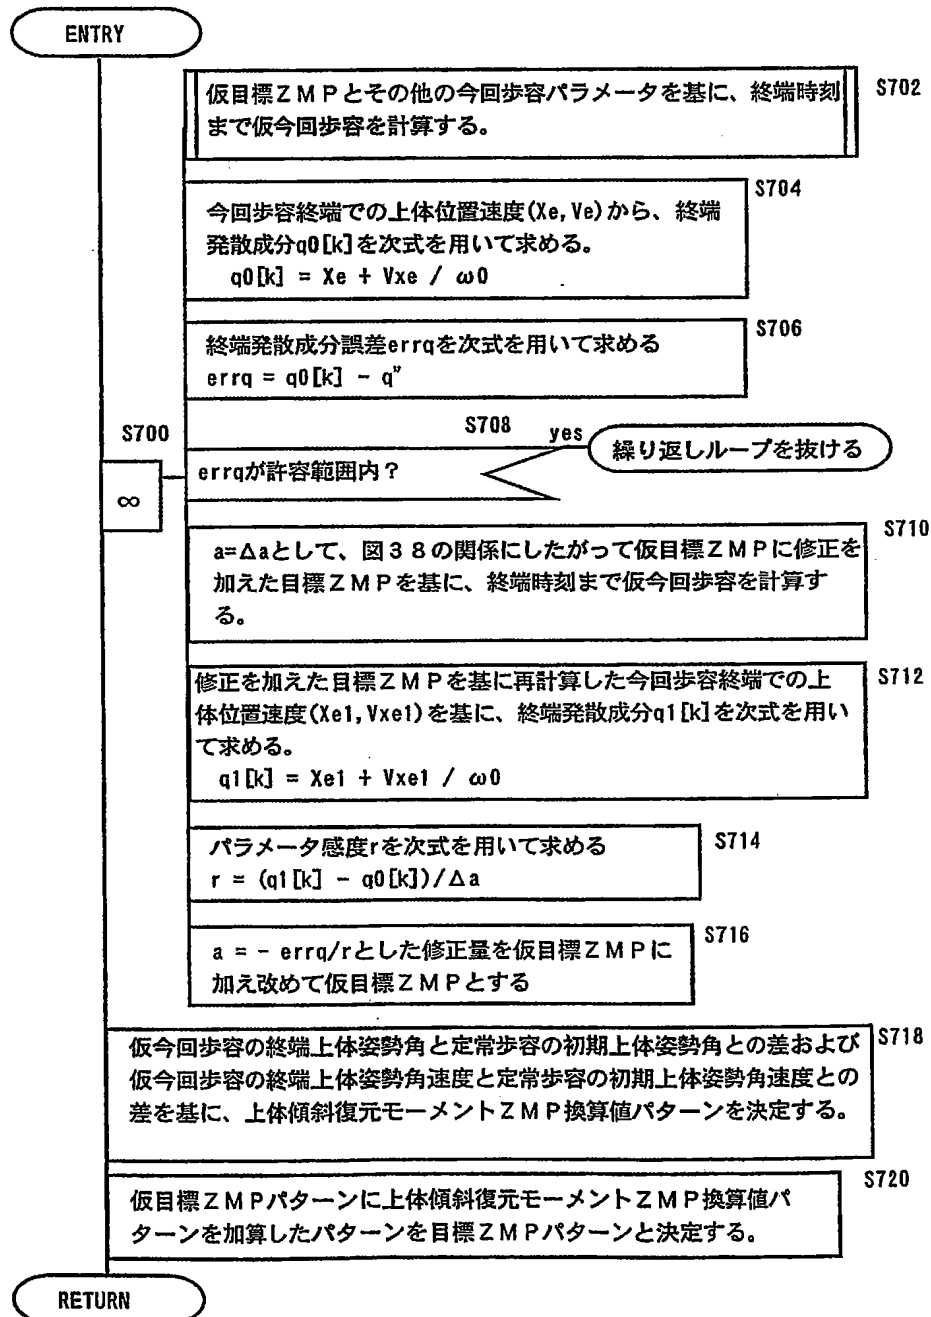 ENTRY
仮目標ZMPとその他の今回歩容パラメータを基に、終端時刻
まで仮今回歩容を計算する。
S702
S704
今回歩容終端での上体位置速度(Xe,Ve)から、終端
発散成分q0[k]を次式を用いて求める。
q0[k] = Xe + Vxe / ω0
S706
終端発散成分誤差errqを次式を用いて求める
errq = q0[k] - q"
S700
∞
S708
yes
繰り返しループを抜ける
errqが許容範囲内?
S710
a=Δaとして、図38の関係にしたがって仮目標ZMPに修正を
加えた目標ZMPを基に、終端時刻まで仮今回歩容を計算す
る。
S712
修正を加えた目標ZMPを基に再計算した今回歩容終端での上
体位置速度(Xe1,Vxe1)を基に、終端発散成分q1[k]を次式を用い
て求める。
q1[k] = Xe1 + Vxe1 / ω0
S714
パラメータ感度rを次式を用いて求める
r = (q1[k] - q0[k])/Δa
S716
a = - errq/rとした修正量を仮目標ZMPに
加え改めて仮目標ZMPとする
S718
仮今回歩容の終端上体姿勢角と定常歩容の初期上体姿勢角との差および
仮今回歩容の終端上体姿勢角速度と定常歩容の初期上体姿勢角速度との
差を基に、上体傾斜復元モーメントZMP換算値パターンを決定する。
S720
仮目標ZMPパターンに上体傾斜復元モーメントZMP換算値パ
ターンを加算したパターンを目標ZMPパターンと決定する。
RETURN